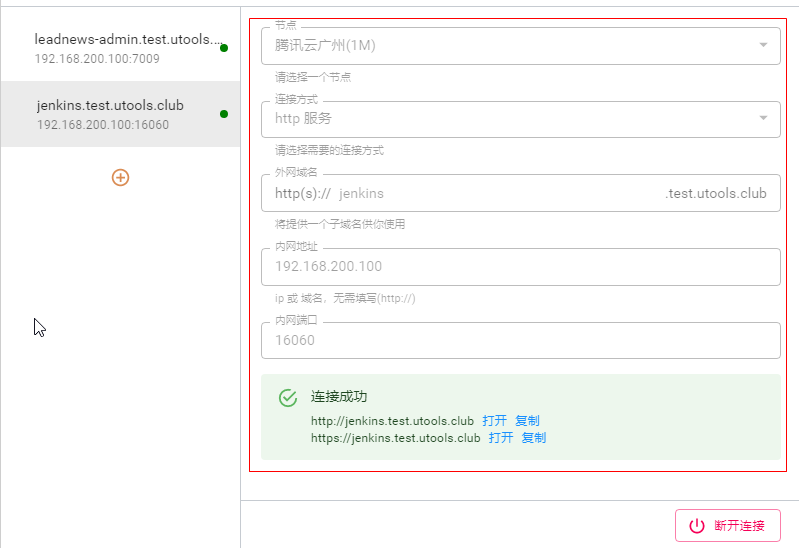 leadnews-admin.test.utools....
192.168.200.100:7009
jenkins.test.utools.club
192.168.200.100:16060
节点
腾讯云广州(1M)
请选择一个节点
连接方式
http 服务
请选择需要的连接方式
外网域名
http(s):// jenkins .test.utools.club
将提供一个子域名供你使用
内网地址
192.168.200.100
ip 或 域名，无需填写(http://)
内网端口
16060
连接成功
http://jenkins.test.utools.club 打开 复制
https://jenkins.test.utools.club 打开 复制
断开连接